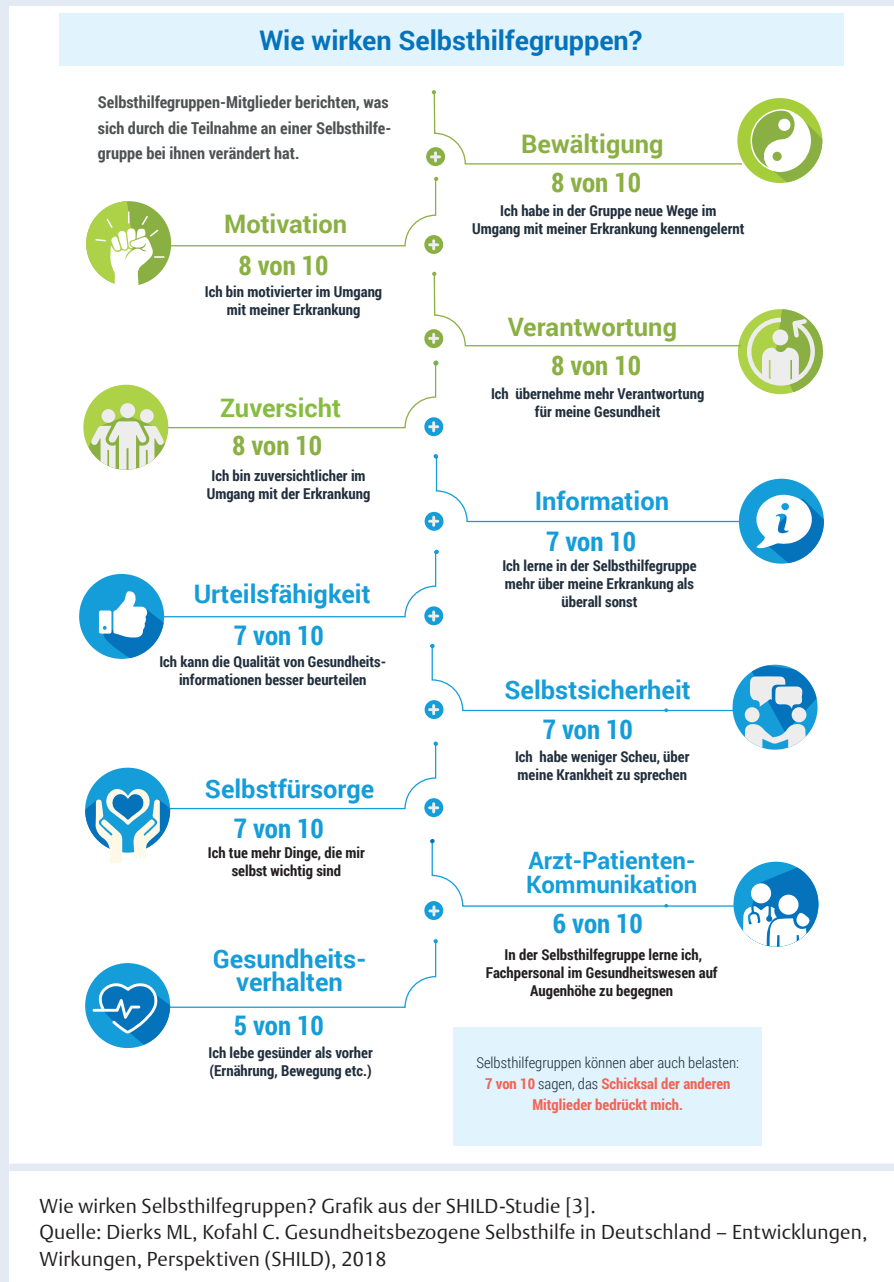 Wie wirken Selbsthilfegruppen?
Selbsthilfegruppen-Mitglieder berichten, was
sich durch die Teilnahme an einer Selbsthilfe-
gruppe bei ihnen verändert hat.
Bewältigung
8 von 10
Ich habe in der Gruppe neue Wege im
Umgang mit meiner Erkrankung kennengelernt
Motivation
8 von 10
Ich bin motivierter im Umgang
mit meiner Erkrankung
Verantwortung
8 von 10
Ich übernehme mehr Verantwortung
für meine Gesundheit
Zuversicht
8 von 10
Ich bin zuversichtlicher im
Umgang mit der Erkrankung
Information
7 von 10
Ich lerne in der Selbsthilfegruppe
mehr über meine Erkrankung als
überall sonst
Urteilsfähigkeit
7 von 10
Ich kann die Qualität von Gesundheits-
informationen besser beurteilen
Selbstsicherheit
7 von 10
Ich habe weniger Scheu, über
meine Krankheit zu sprechen
Selbstfürsorge
7 von 10
Ich tue mehr Dinge, die mir
selbst wichtig sind
Arzt-Patienten-
Kommunikation
6 von 10
In der Selbsthilfegruppe lerne ich,
Fachpersonal im Gesundheitswesen auf
Augenhöhe zu begegnen
Gesundheits-
verhalten
5 von 10
Ich lebe gesünder als vorher
(Ernährung, Bewegung etc.)
Selbsthilfegruppen können aber auch belasten:
7 von 10 sagen, das Schicksal der anderen
Mitglieder bedrückt mich.
Wie wirken Selbsthilfegruppen? Grafik aus der SHILD-Studie [3].
Quelle: Dierks ML, Kofahl C. Gesundheitsbezogene Selbsthilfe in Deutschland – Entwicklungen,
Wirkungen, Perspektiven (SHILD), 2018